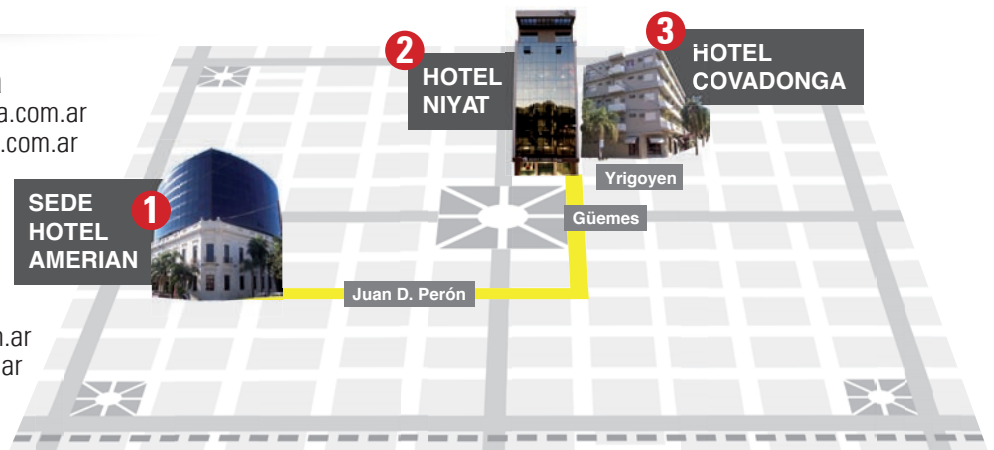 a.com.ar
.com.ar
1
SEDE
HOTEL
AMERIAN
2
HOTEL
NIYAT
3
HOTEL
COVADONGA
Yrigoyen
Güemes
Juan D. Perón
.ar
ar